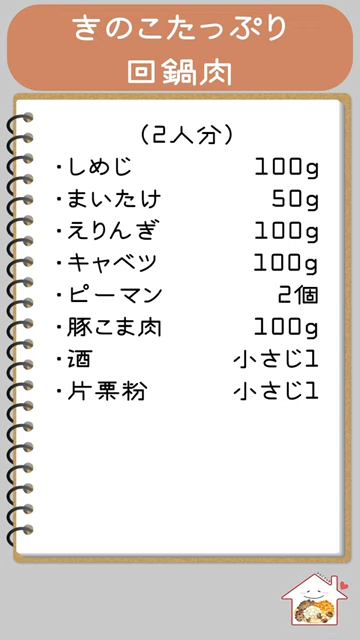 きのこたっぷり
回鍋肉
(2人分)
・しめじ 100g
・まいたけ 50g
・えりんぎ 100g
・キャベツ 100g
・ピーマン 2個
・豚こま肉 100g
・酒 小さじ1
・片栗粉 小さじ1